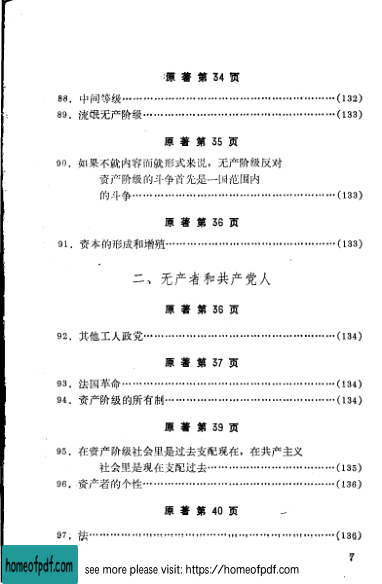 原著第34页
88．中间等级……………………………………(132)
89．流氓无产阶级………………………………(133)
原著第35页
90．如果不就内容而就形式来说，无产阶级反对
资产阶级的斗争首先是一国范围内
的斗争……………………………………(133)
原著第36页
91．资本的形成和增殖…………………………(133)
二、无产者和共产党人
原著第36页
92．其他工人政党………………………………(134)
原著第37页
93．法国革命……………………………………(134)
94．资产阶级的所有制…………………………(134)
原著第39页
95．在资产阶级社会里是过去支配现在，在共产主义
社会里是现在支配过去…………………(135)
96．资产者的个性………………………………(136)
原著第40页
97．法……………………………………………(136)
7
homeofpdf.com
see more please visit: https://homeofpdf.com